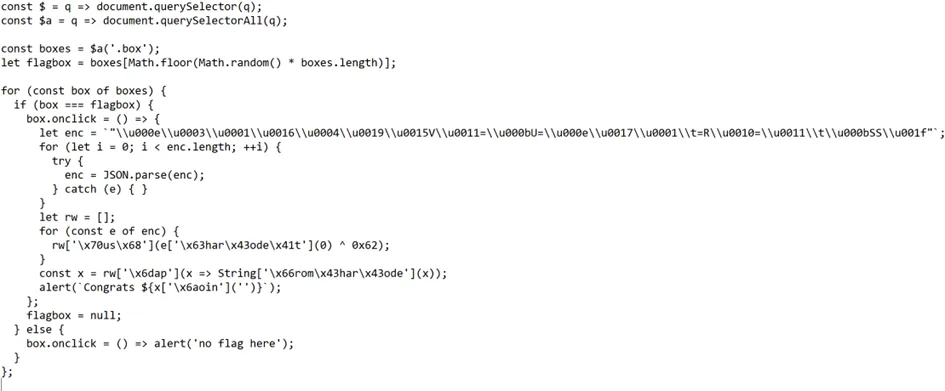 const $ = q => document.querySelector(q);
const $a = q => document.querySelectorAll(q);

const boxes = $a('.box');
let flagbox = boxes[Math.floor(Math.random() * boxes.length)];

for (const box of boxes) {
  if (box === flagbox) {
    box.onclick = () => {
      let enc = `"\\u000e\\u0003\\u0001\\u0016\\u0004\\u0019\\u0015V\\u0011=\\u000bU=\\u000e\\u0017\\u0001\\t=R\\u0010=\\u0011\\t\\u000bSS\\u001f"`;
      for (let i = 0; i < enc.length; ++i) {
        try {
          enc = JSON.parse(enc);
        } catch (e) { }
      }
      let rw = [];
      for (const e of enc) {
        rw['\x70us\x68'](e['\x63har\x43ode\x41t'](0) ^ 0x62);
      }
      const x = rw['\x6dap'](x => String['\x66rom\x43har\x43ode'](x));
      alert(`Congrats ${x['\x6aoin']('')}`);
    };
    flagbox = null;
  } else {
    box.onclick = () => alert('no flag here');
  }
};